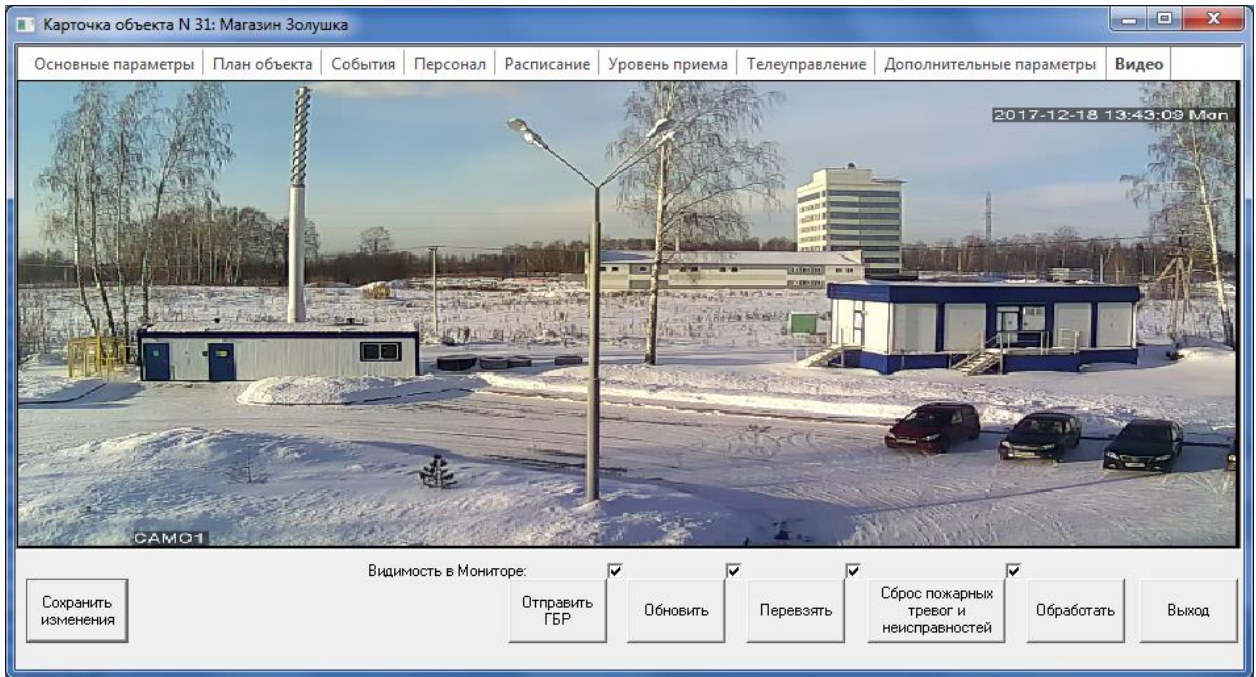 Карточка объекта N 31: Магазин Золушка
Основные параметры План объекта События Персонал Расписание Уровень приема Телеуправление Дополнительные параметры Видео
2017-12-18 13:43:09 Mon
CAM01
Видимость в Мониторе:
Сохранить
изменения
Отправить
ГБР
Обновить
Перевзять
Сброс пожарных
тревог и
неисправностей
Обработать
Выход